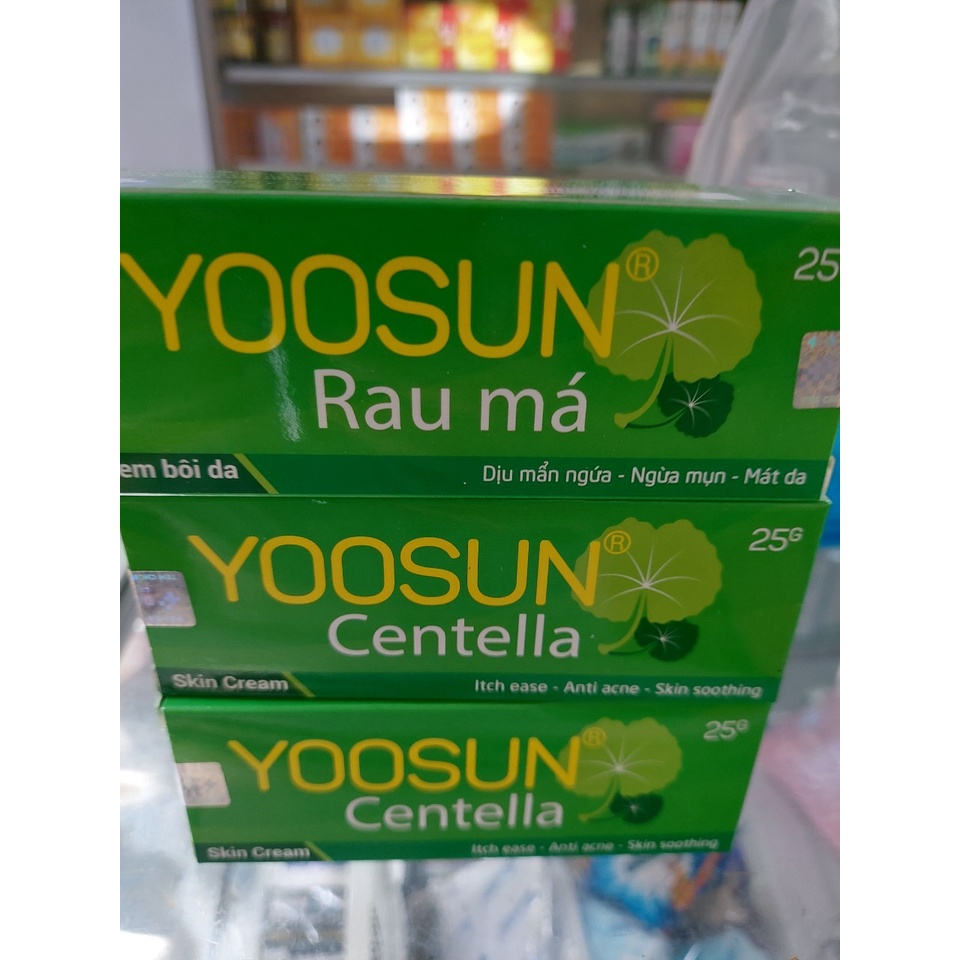 YOOSUN®
25
Rau má
em bôi da
Dịu mẩn ngứa - Ngừa mụn - Mát da
YOOSUN®
25G
Centella
Skin Cream
Itch ease - Anti acne - Skin soothing
YOOSUN®
25G
Centella
Skin Cream
Itch ease - Anti acne - Skin soothing